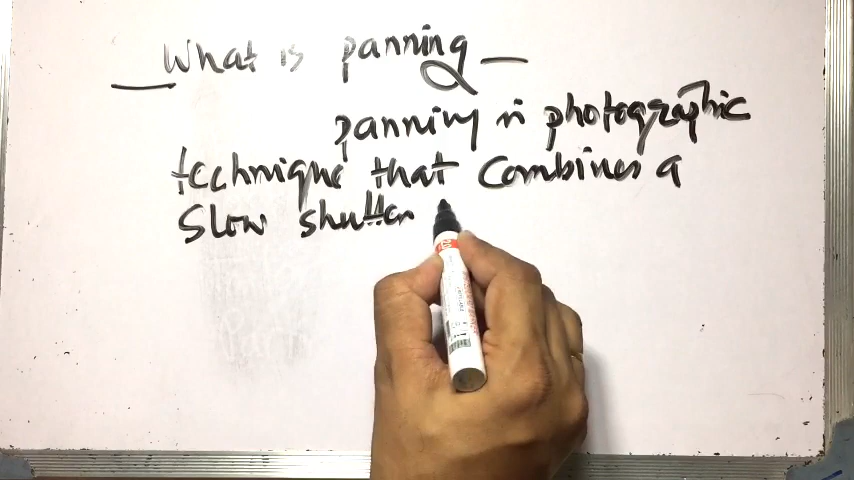 What is panning
panning is photographic
technique that combines a
Slow shutter